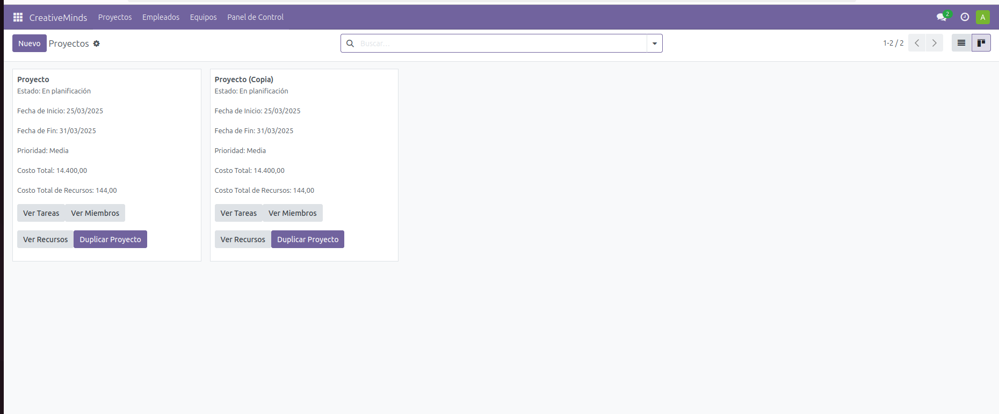 CreativeMinds Proyectos Empleados Equipos Panel de Control 2 A
Nuevo Proyectos Buscar... 1-2 / 2
Proyecto
Estado: En planificación
Fecha de Inicio: 25/03/2025
Fecha de Fin: 31/03/2025
Prioridad: Media
Costo Total: 14.400,00
Costo Total de Recursos: 144,00
Ver Tareas Ver Miembros
Ver Recursos Duplicar Proyecto
Proyecto (Copia)
Estado: En planificación
Fecha de Inicio: 25/03/2025
Fecha de Fin: 31/03/2025
Prioridad: Media
Costo Total: 14.400,00
Costo Total de Recursos: 144,00
Ver Tareas Ver Miembros
Ver Recursos Duplicar Proyecto